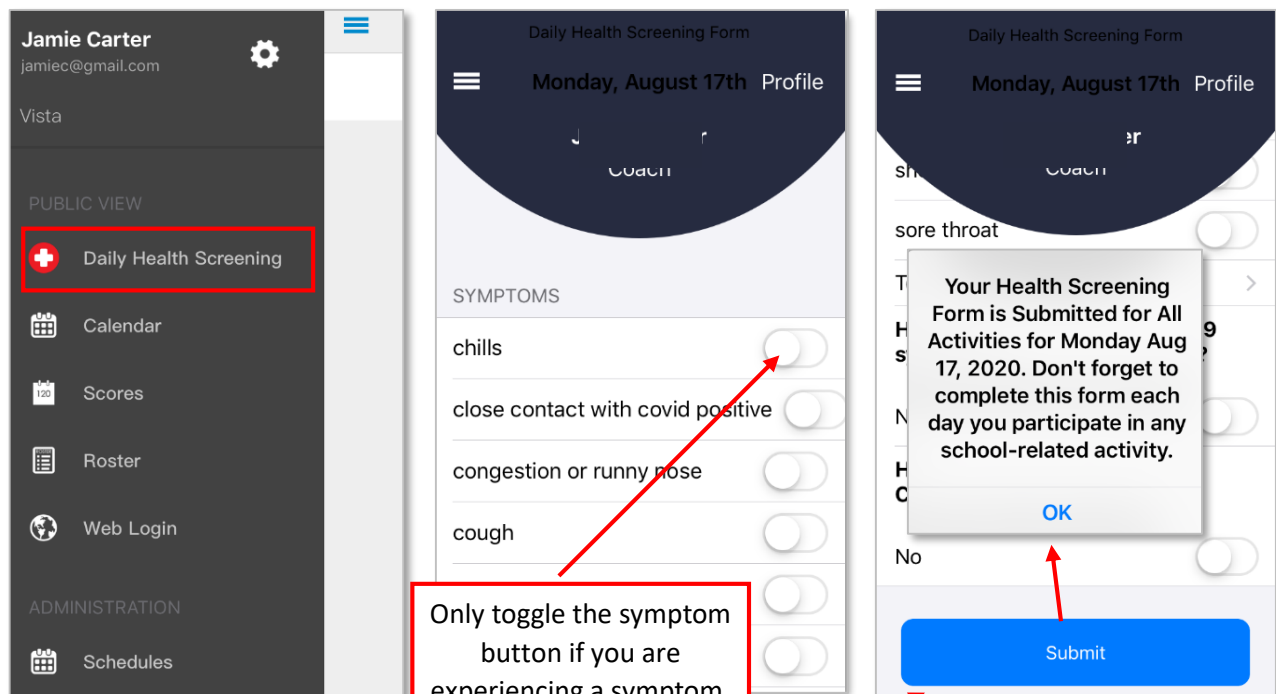 Jamie Carter
jamiec@gmail.com
Vista
PUBLIC VIEW
Daily Health Screening
Calendar
120
Scores
Roster
Web Login
ADMINISTRATION
Schedules
Daily Health Screening Form
Monday, August 17th Profile
Coach
SYMPTOMS
chills
close contact with covid positive
congestion or runny nose
cough
Only toggle the symptom
button if you are
experiencing a symptom
Daily Health Screening Form
Monday, August 17th Profile
er
Coach
sore throat
Your Health Screening
Form is Submitted for All
Activities for Monday Aug
17, 2020. Don't forget to
complete this form each
day you participate in any
school-related activity.
OK
No
Submit